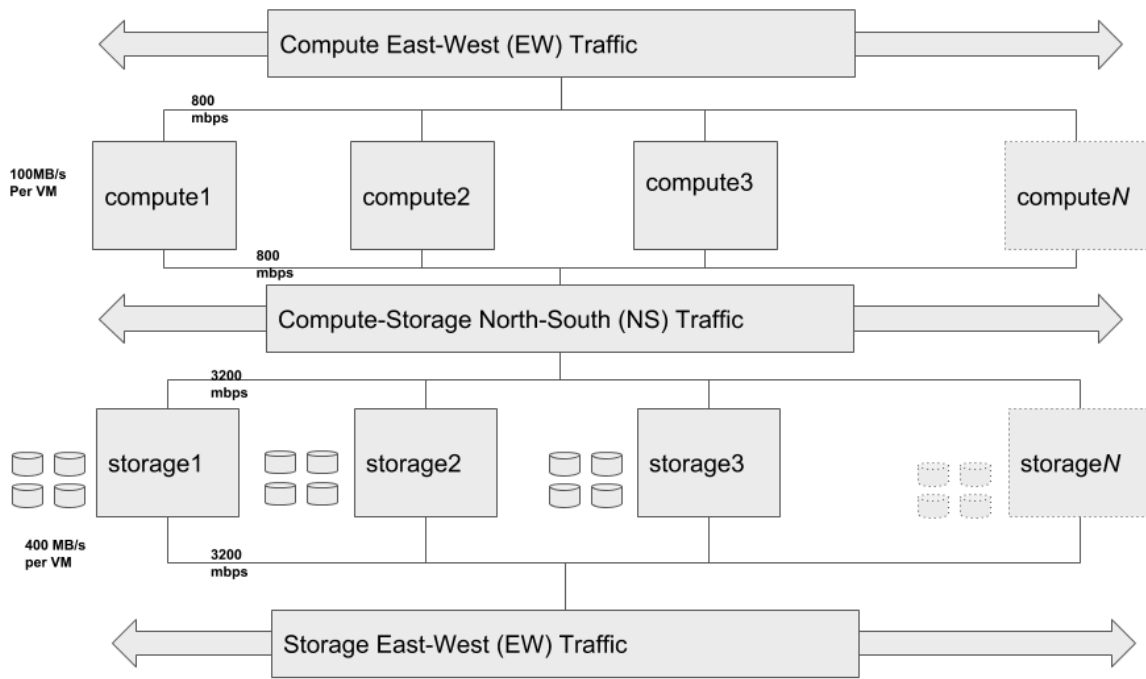 Compute East-West (EW) Traffic
800
mbps
100MB/s
Per VM
compute1
compute2
compute3
computeN
800
mbps
Compute-Storage North-South (NS) Traffic
3200
mbps
storage1
storage2
storage3
storageN
400 MB/s
per VM
3200
mbps
Storage East-West (EW) Traffic